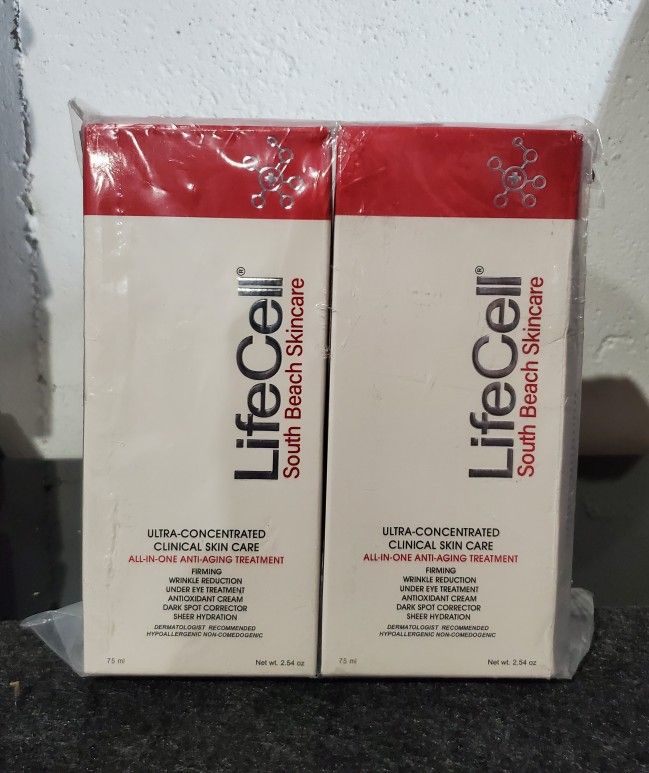 LifeCell®
South Beach Skincare
ULTRA-CONCENTRATED
CLINICAL SKIN CARE
ALL-IN-ONE ANTI-AGING TREATMENT
FIRMING
WRINKLE REDUCTION
UNDER EYE TREATMENT
ANTIOXIDANT CREAM
DARK SPOT CORRECTOR
SHEER HYDRATION
DERMATOLOGIST RECOMMENDED
HYPOALLERGENIC NON-COMEDOGENIC
75 ml Net wt. 2.54 oz
LifeCell®
South Beach Skincare
ULTRA-CONCENTRATED
CLINICAL SKIN CARE
ALL-IN-ONE ANTI-AGING TREATMENT
FIRMING
WRINKLE REDUCTION
UNDER EYE TREATMENT
ANTIOXIDANT CREAM
DARK SPOT CORRECTOR
SHEER HYDRATION
DERMATOLOGIST RECOMMENDED
HYPOALLERGENIC NON-COMEDOGENIC
75 ml Net wt. 2.54 oz